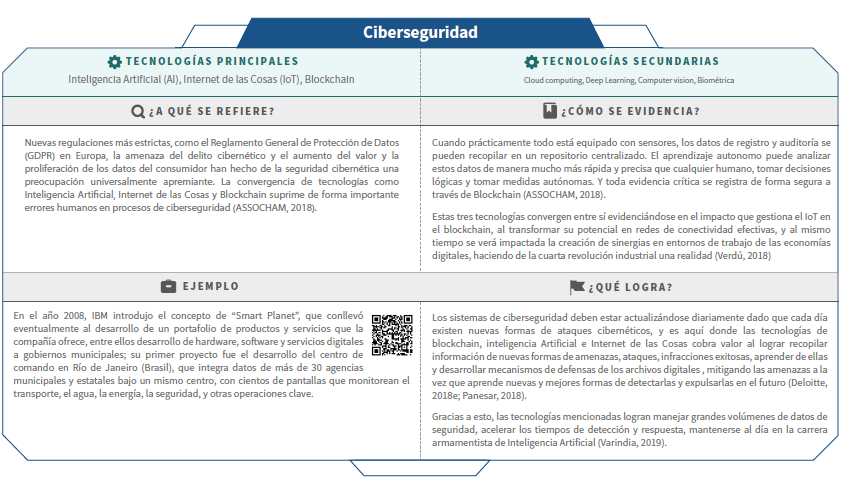 Ciberseguridad
TECNOLOGÍAS PRINCIPALES
Inteligencia Artificial (AI), Internet de las Cosas (IoT), Blockchain
TECNOLOGÍAS SECUNDARIAS
Cloud computing, Deep Learning, Computer vision, Biométrica
¿A QUÉ SE REFIERE?
Nuevas regulaciones más estrictas, como el Reglamento General de Protección de Datos
(GDPR) en Europa, la amenaza del delito cibernético y el aumento del valor y la
proliferación de los datos del consumidor han hecho de la seguridad cibernética una
preocupación universalmente apremiante. La convergencia de tecnologías como
Inteligencia Artificial, Internet de las Cosas y Blockchain suprime de forma importante
errores humanos en procesos de ciberseguridad (ASSOCHAM, 2018).
¿CÓMO SE EVIDENCIA?
Cuando prácticamente todo está equipado con sensores, los datos de registro y auditoría se
pueden recopilar en un repositorio centralizado. El aprendizaje autonomo puede analizar
estos datos de manera mucho más rápida y precisa que cualquier humano, tomar decisiones
lógicas y tomar medidas autónomas. Y toda evidencia crítica se registra de forma segura a
través de Blockchain (ASSOCHAM, 2018).
Estas tres tecnologías convergen entre sí evidenciándose en el impacto que gestiona el IoT en
el blockchain, al transformar su potencial en redes de conectividad efectivas, y al mismo
tiempo se verá impactada la creación de sinergias en entornos de trabajo de las economías
digitales, haciendo de la cuarta revolución industrial una realidad (Verdú, 2018)
EJEMPLO
En el año 2008, IBM introdujo el concepto de “Smart Planet”, que conllevó
eventualmente al desarrollo de un portafolio de productos y servicios que la
compañía ofrece, entre ellos desarrollo de hardware, software y servicios digitales
a gobiernos municipales; su primer proyecto fue el desarrollo del centro de
comando en Río de Janeiro (Brasil), que integra datos de más de 30 agencias
municipales y estatales bajo un mismo centro, con cientos de pantallas que monitorean el
transporte, el agua, la energía, la seguridad, y otras operaciones clave.
¿QUÉ LOGRA?
Los sistemas de ciberseguridad deben estar actualizándose diariamente dado que cada día
existen nuevas formas de ataques cibernéticos, y es aquí donde las tecnologías de
blockchain, inteligencia Artificial e Internet de las Cosas cobra valor al lograr recopilar
información de nuevas formas de amenazas, ataques, infracciones exitosas, aprender de ellas
y desarrollar mecanismos de defensas de los archivos digitales , mitigando las amenazas a la
vez que aprende nuevas y mejores formas de detectarlas y expulsarlas en el futuro (Deloitte,
2018e; Panesar, 2018).
Gracias a esto, las tecnologías mencionadas logran manejar grandes volúmenes de datos de
seguridad, acelerar los tiempos de detección y respuesta, mantenerse al día en la carrera
armamentista de Inteligencia Artificial (Varindia, 2019).